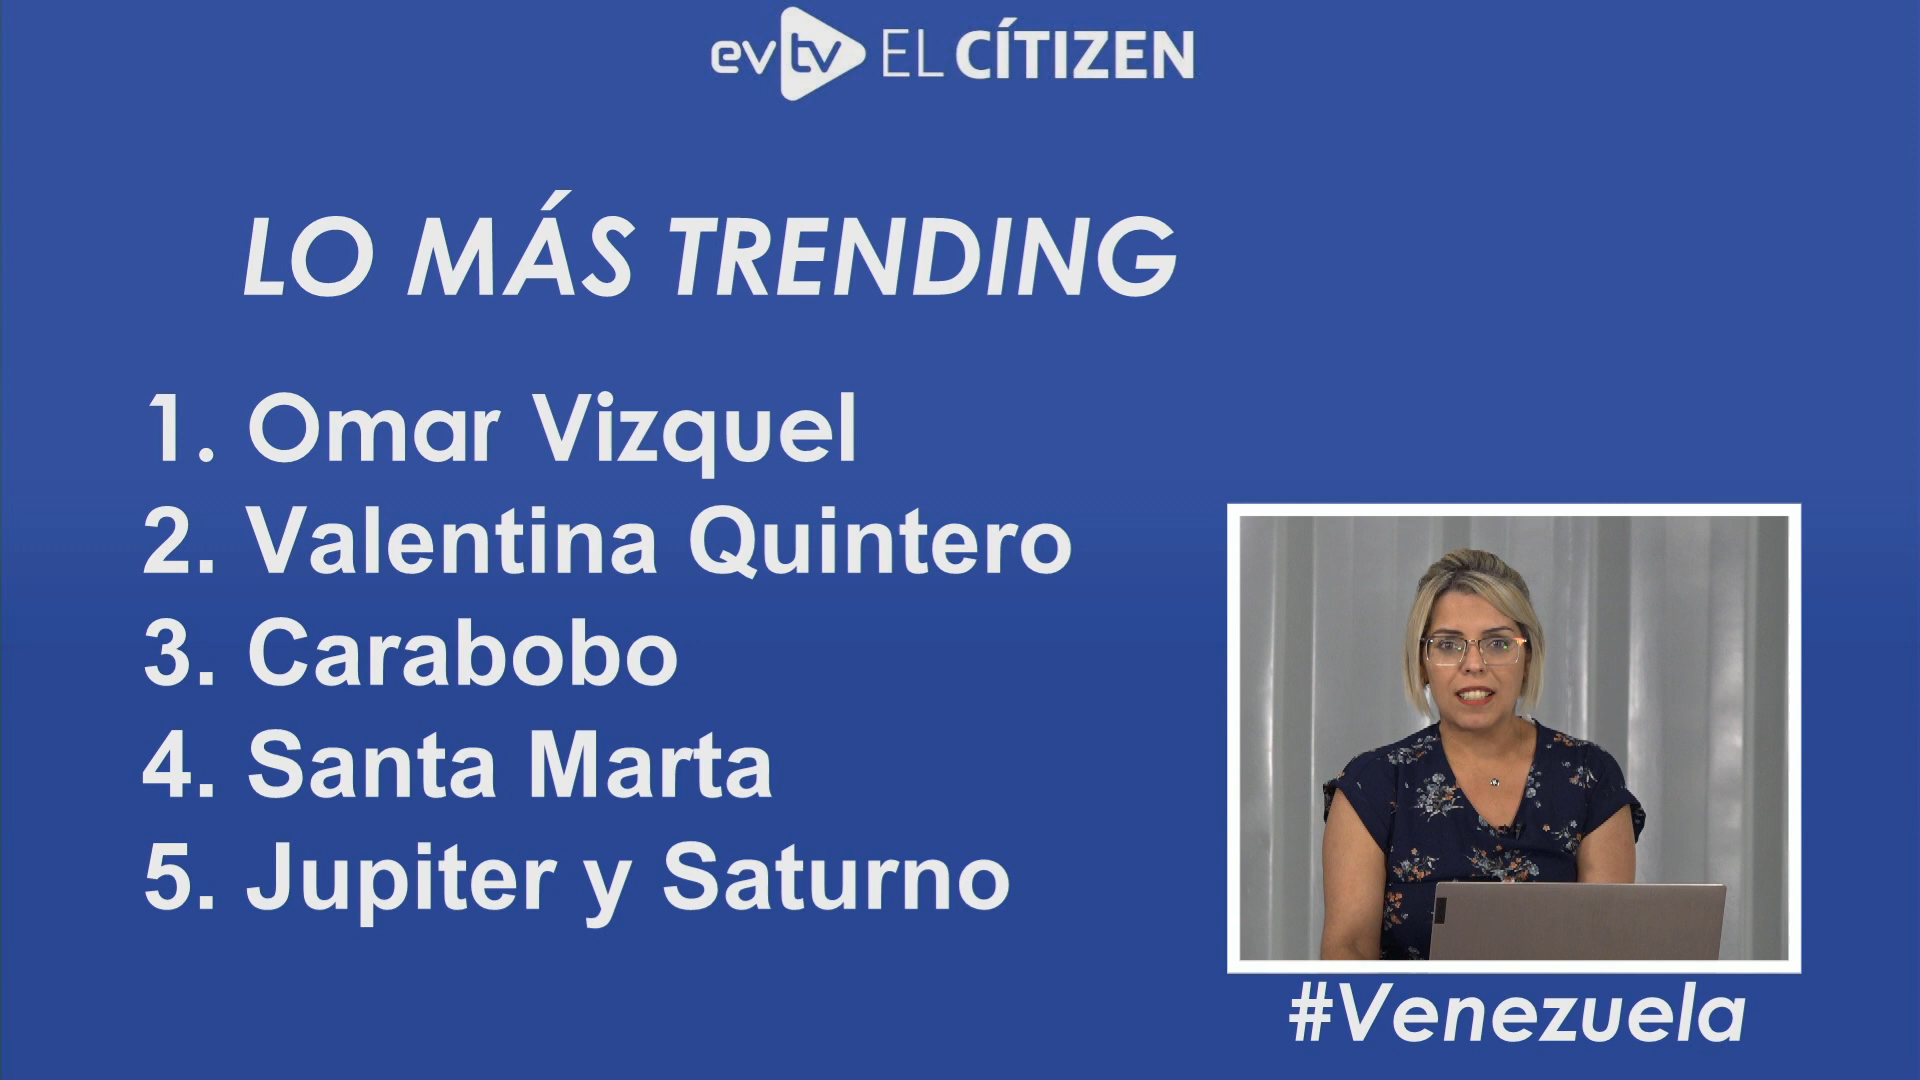 evtv EL CÍTIZEN
LO MÁS TRENDING
1. Omar Vizquel
2. Valentina Quintero
3. Carabobo
4. Santa Marta
5. Jupiter y Saturno
#Venezuela